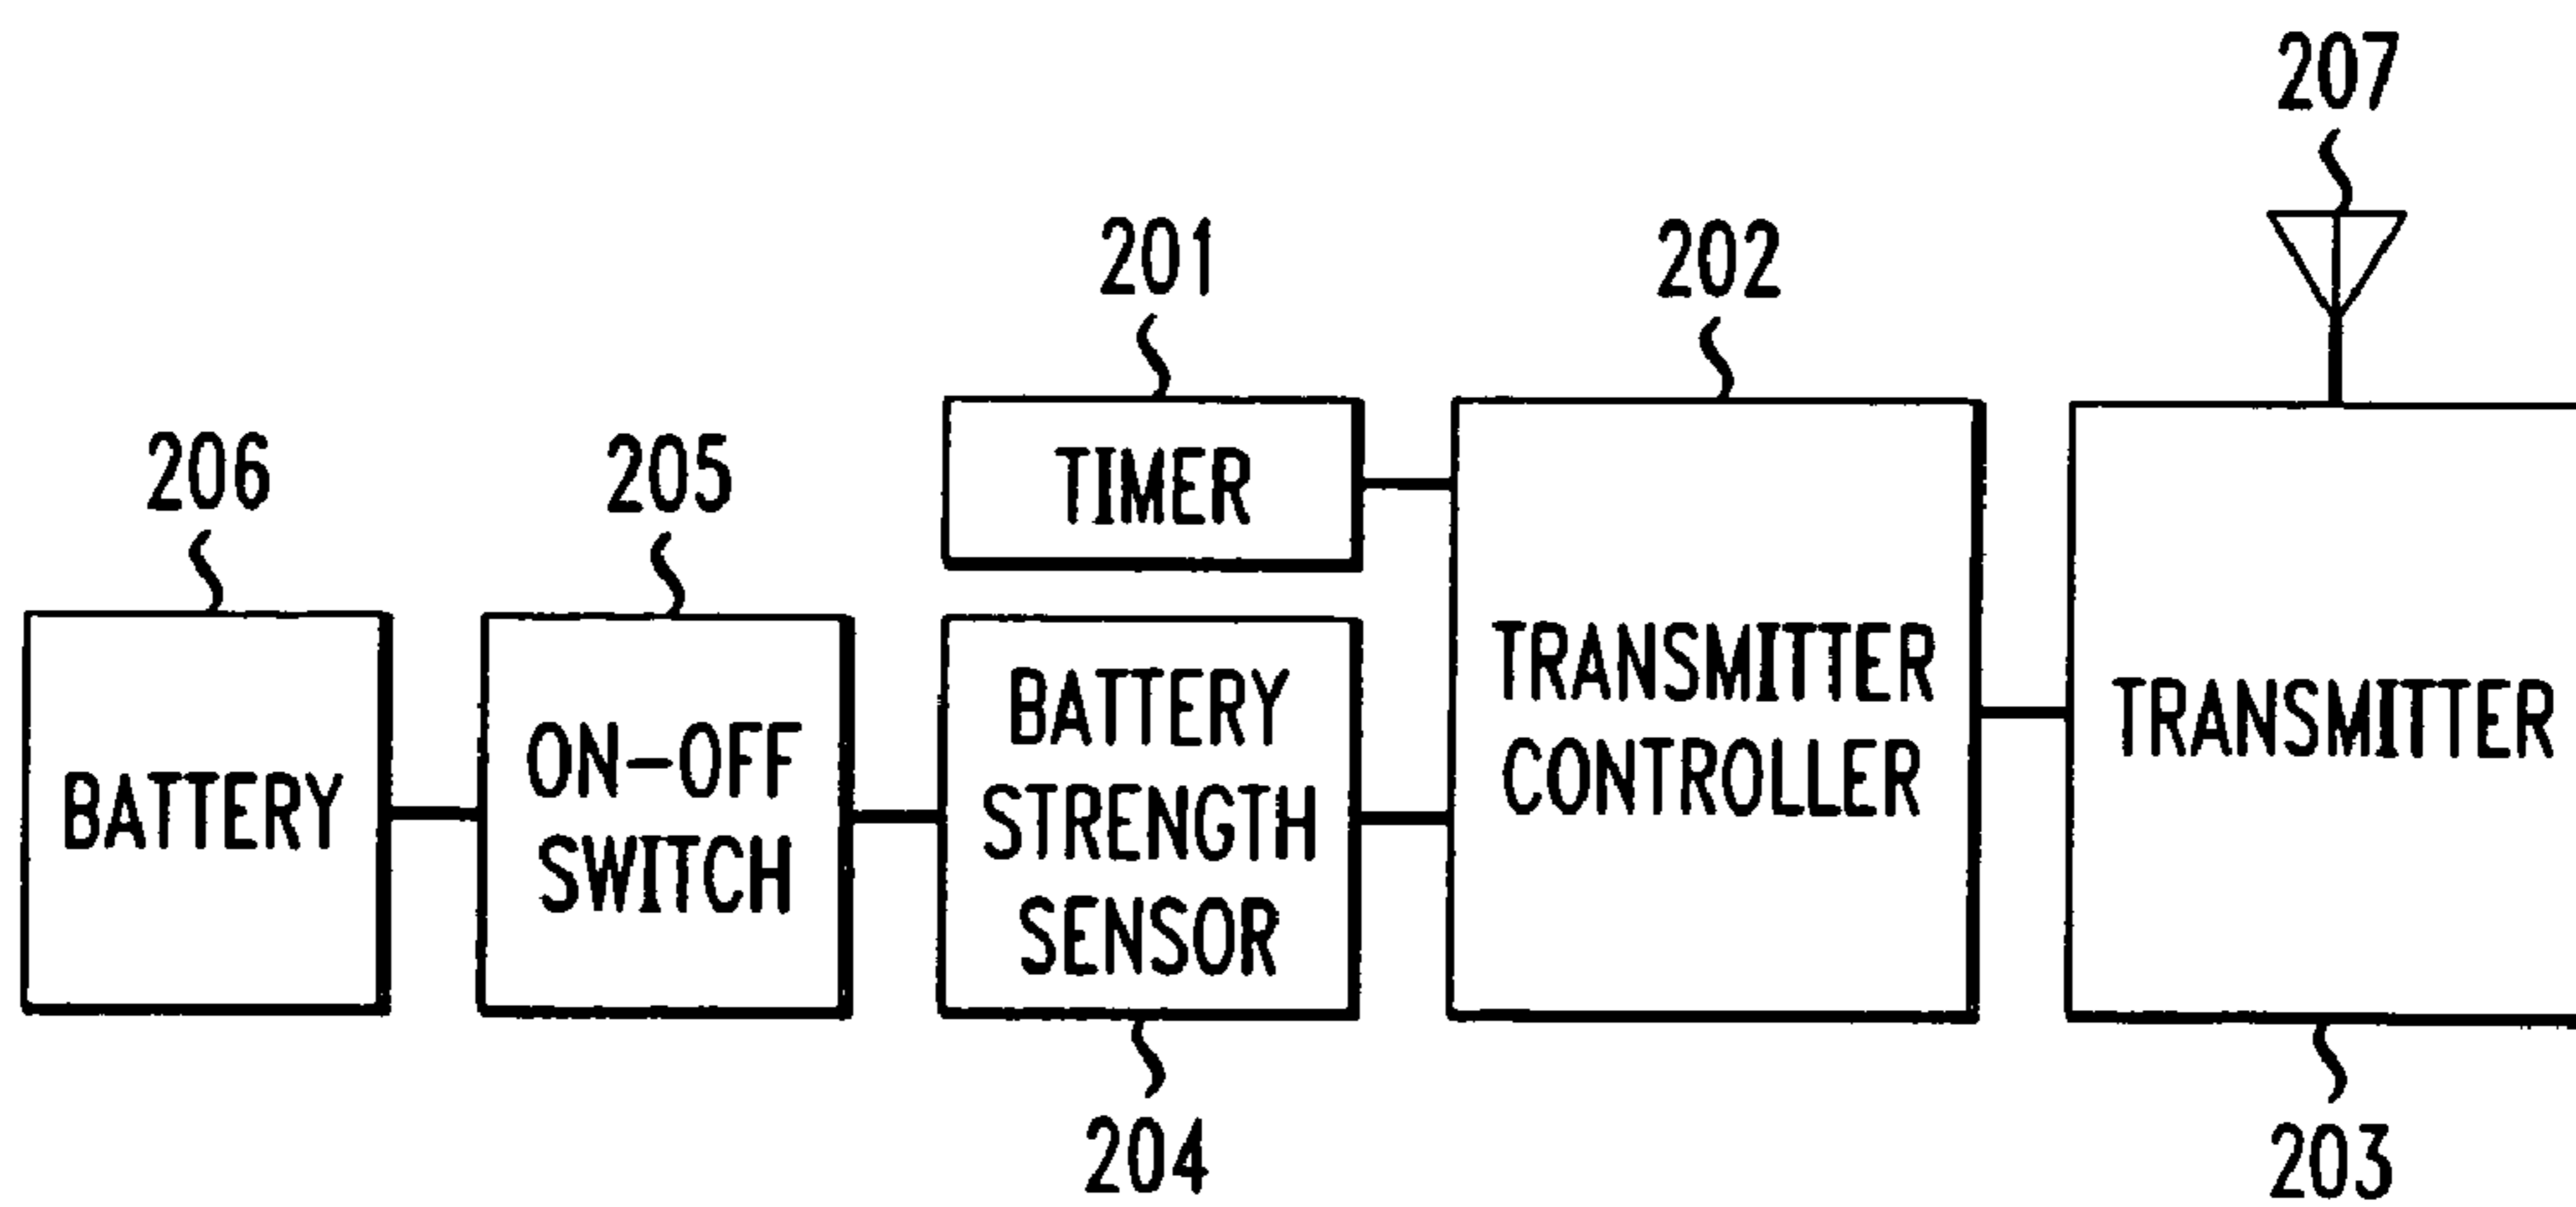 207
201
202
206
205
TIMER
BATTERY
ON-OFF
SWITCH
BATTERY
STRENGTH
SENSOR
TRANSMITTER
CONTROLLER
TRANSMITTER
204
203